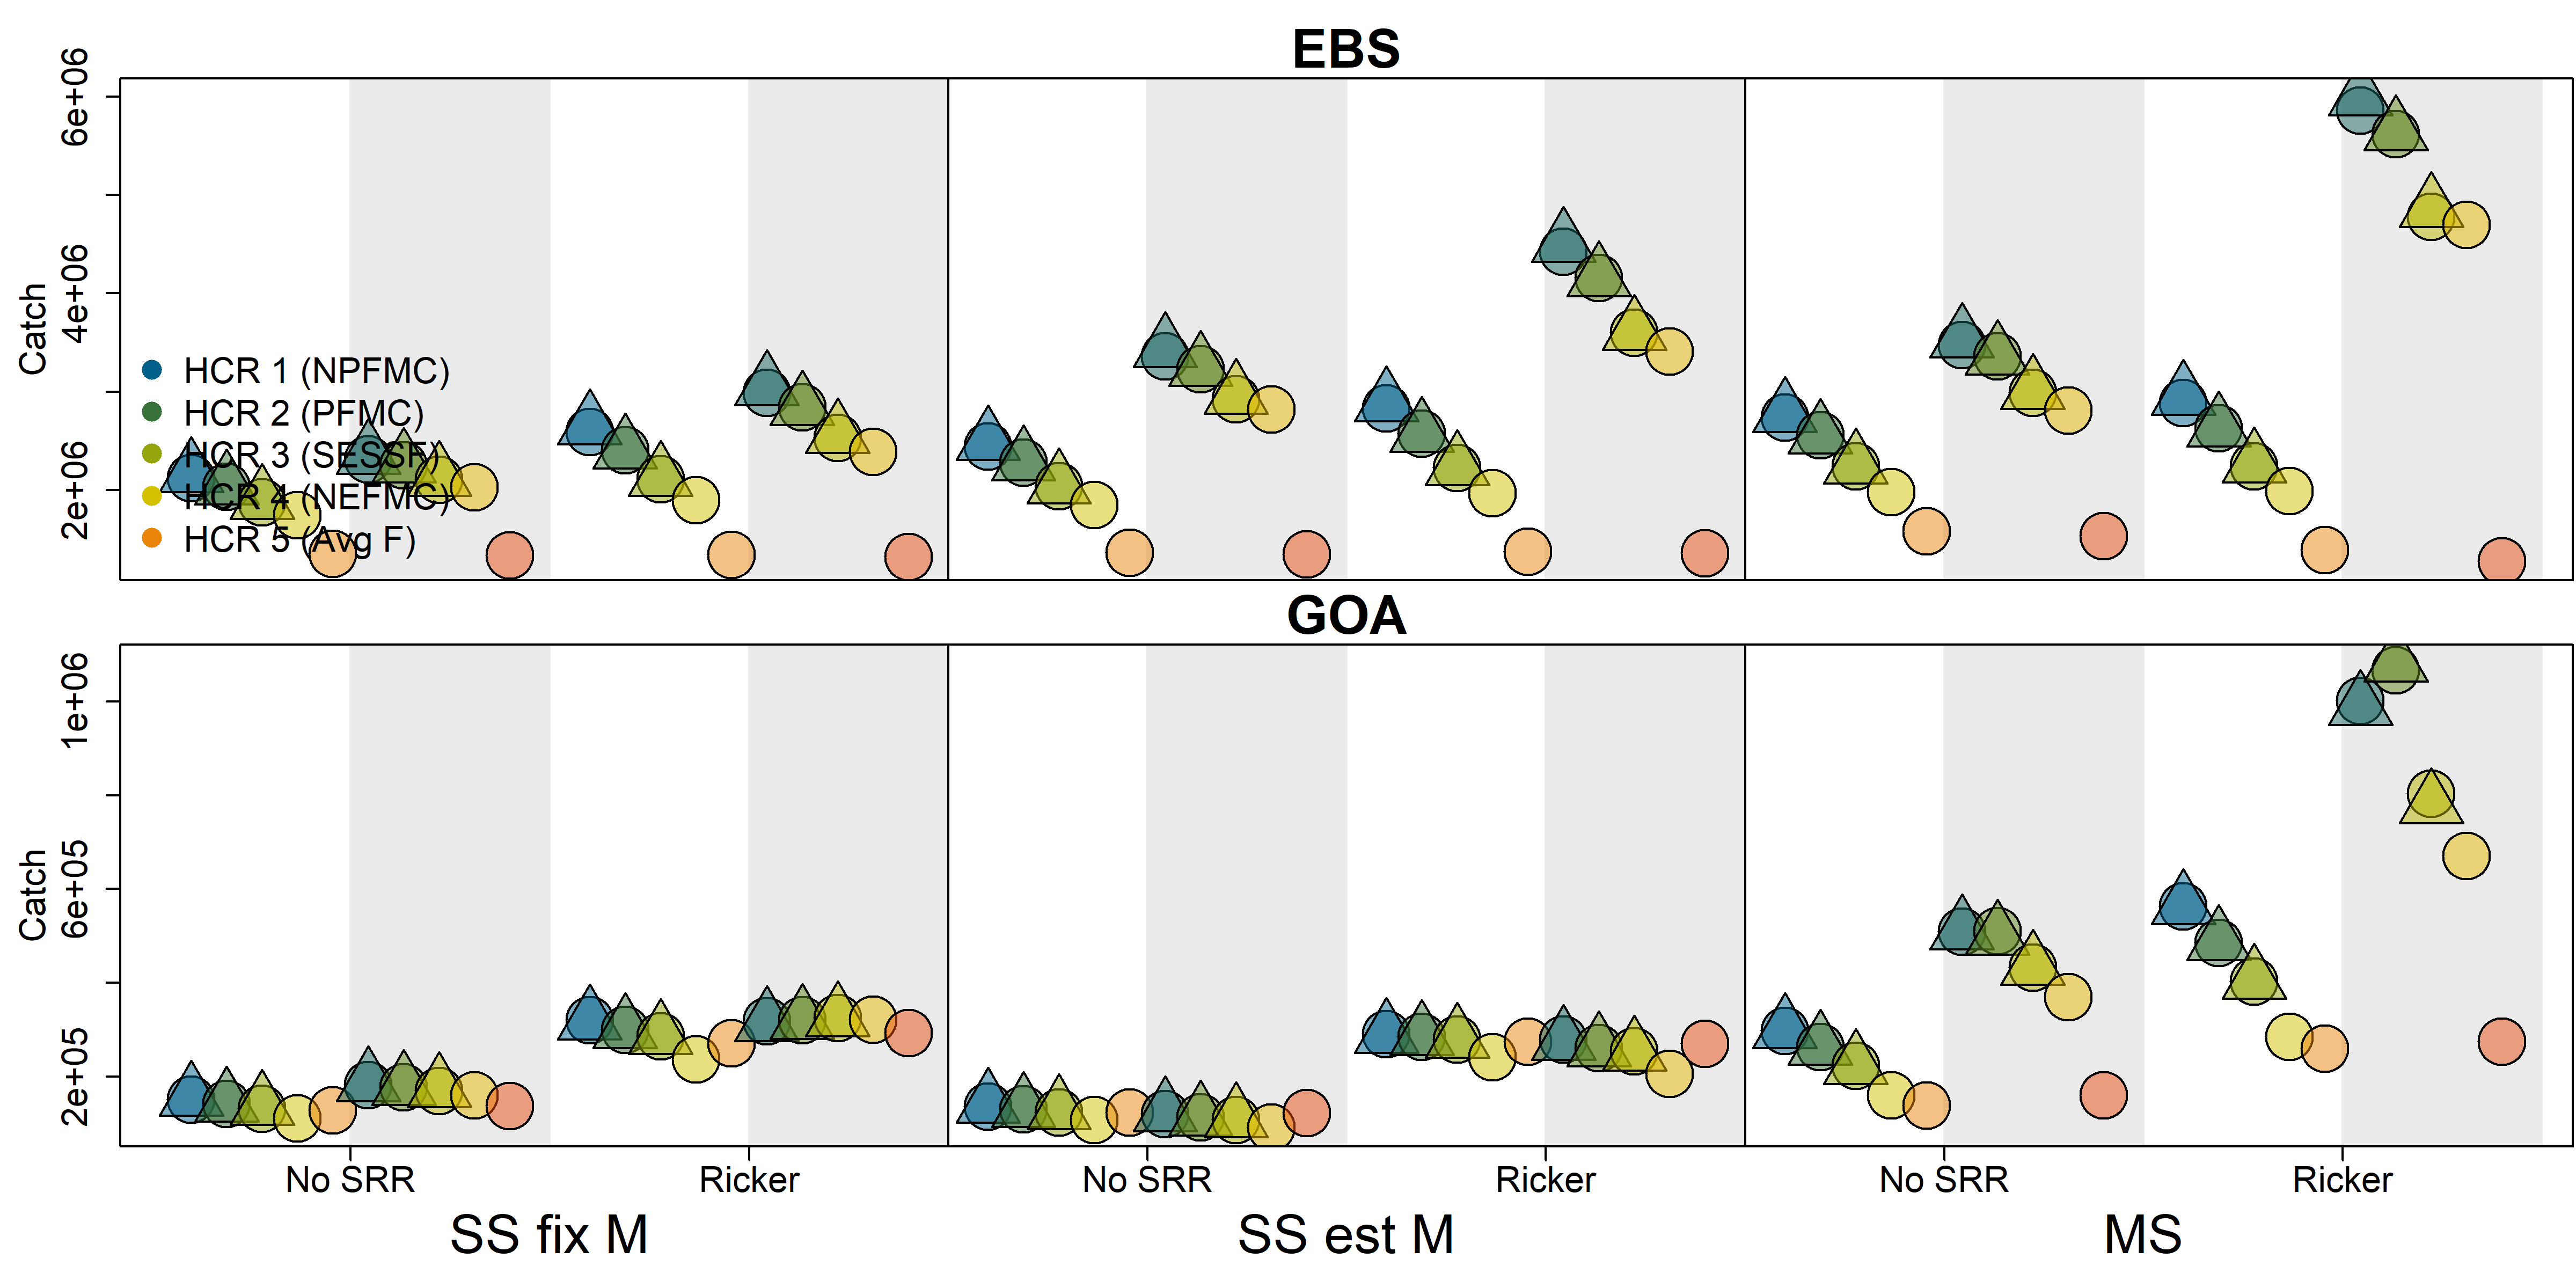 EBS
Catch
6e+06
4e+06
2e+06
HCR 1 (NPFMC)
HCR 2 (PFMC)
HCR 3 (SESSF)
HCR 4 (NEFMC)
HCR 5 (Avg F)
GOA
Catch
1e+06
6e+05
2e+05
No SRR Ricker No SRR Ricker No SRR Ricker
SS fix M SS est M MS